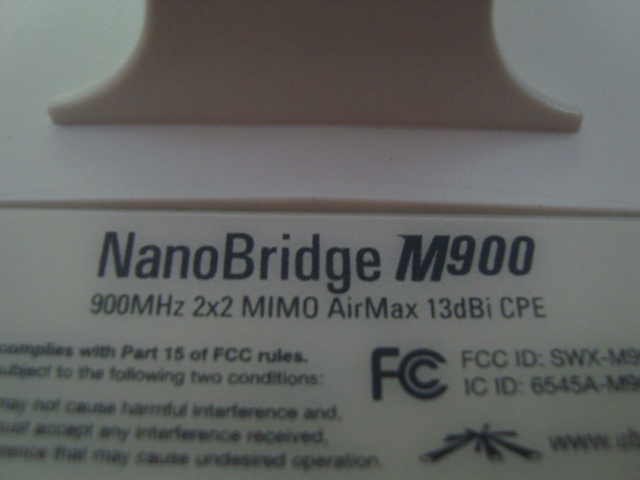 NanoBridge M900
900MHz 2x2 MIMO AirMax 13dBi CPE
complies with Part 15 of FCC rules.
subject to the following two conditions:
may not cause harmful interference and,
must accept any interference received,
that may cause undesired operation.
FC
FCC ID: SWX-M9
IC ID: 6545A-M9
www.